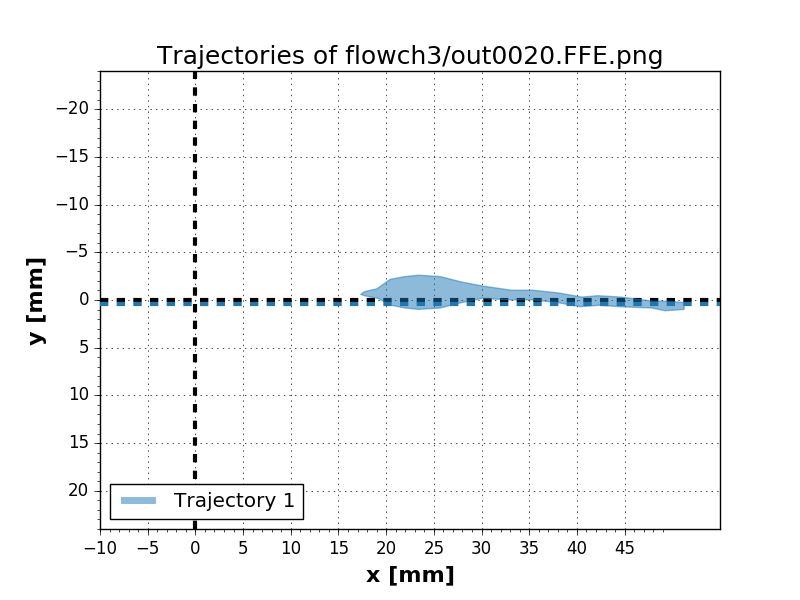 Trajectories of flowch3/out0020.FFE.png
−20
−15
−10
−5
0
5
10
15
20
y [mm]
Trajectory 1
−10 −5 0 5 10 15 20 25 30 35 40 45
x [mm]